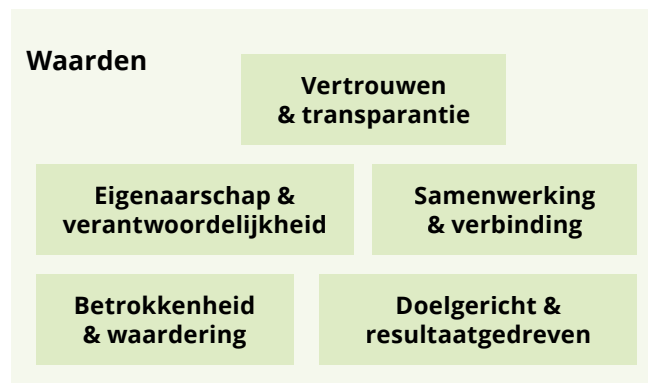 Waarden
Vertrouwen
& transparantie
Eigenaarschap &
verantwoordelijkheid
Samenwerking
& verbinding
Betrokkenheid
& waardering
Doelgericht &
resultaatgedreven